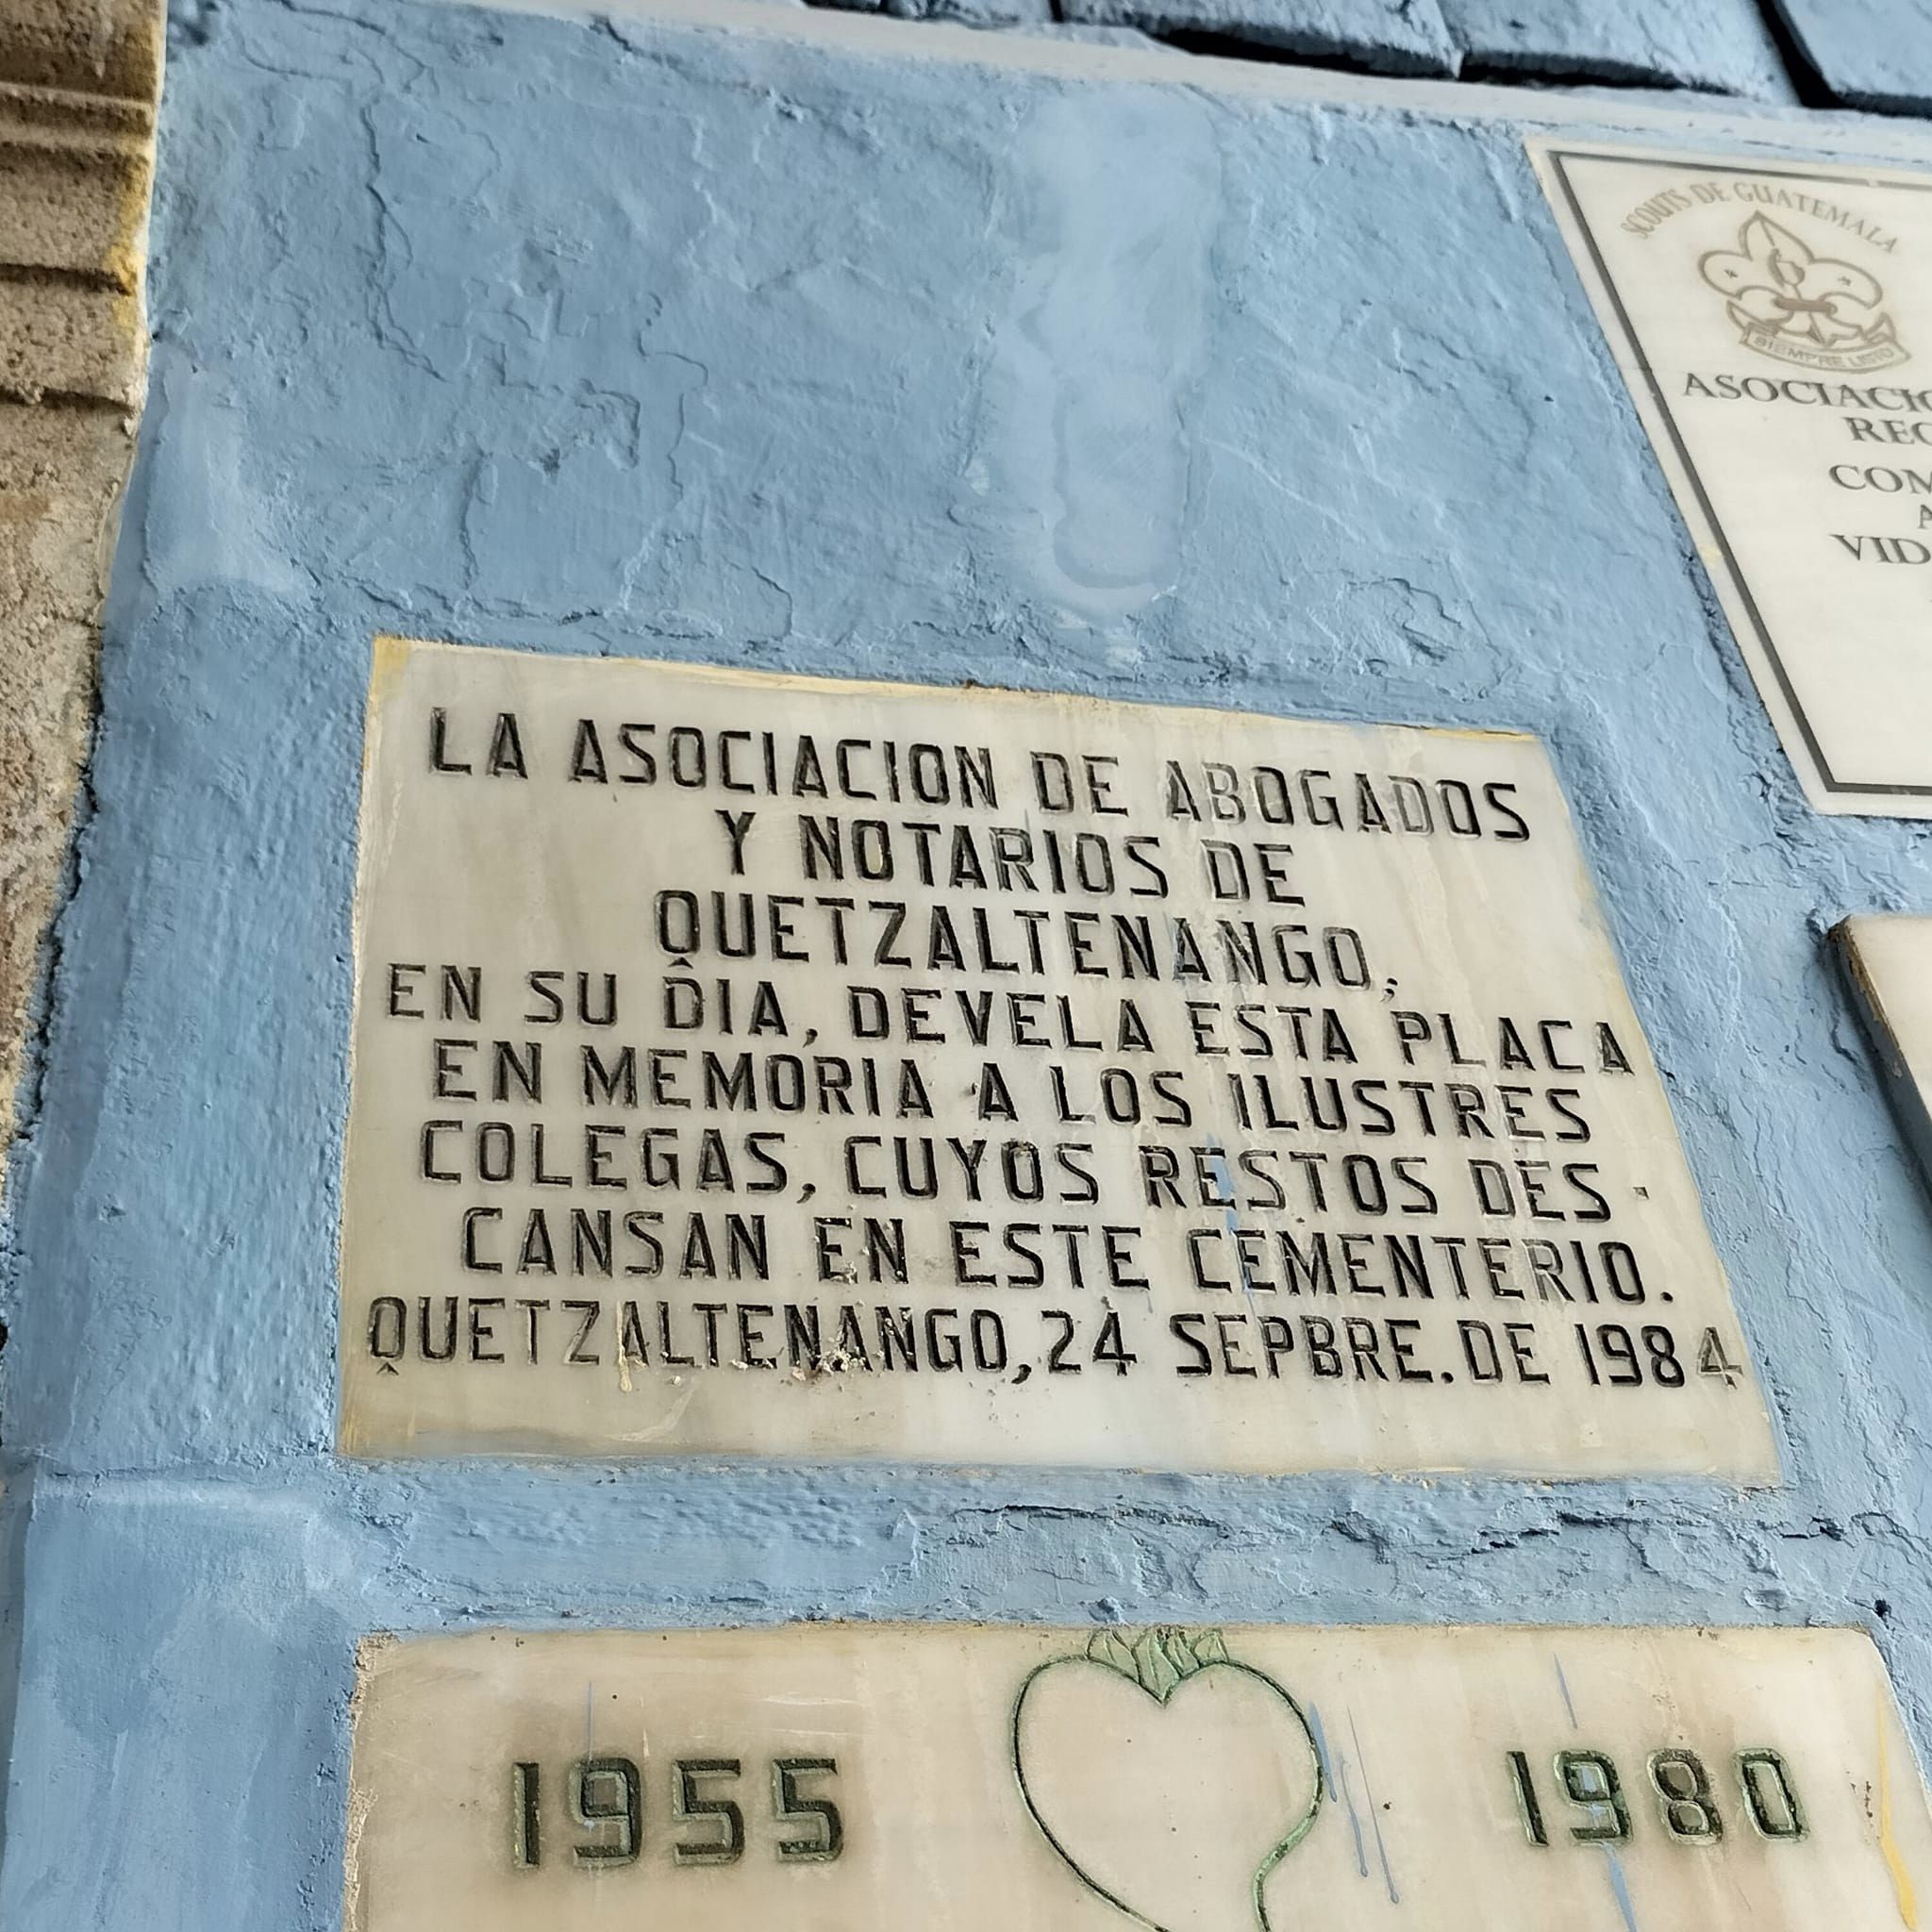 SCOUTS DE GUATEMALA
SIEMPRE LISTO
LA ASOCIACION DE ABOGADOS
Y NOTARIOS DE
QUETZALTENANGO,
EN SU DIA, DEVELA ESTA PLACA
EN MEMORIA A LOS ILUSTRES
COLEGAS, CUYOS RESTOS DES-
CANSAN EN ESTE CEMENTERIO.
QUETZALTENANGO, 24 SEPBRE. DE 1984
1955 1980